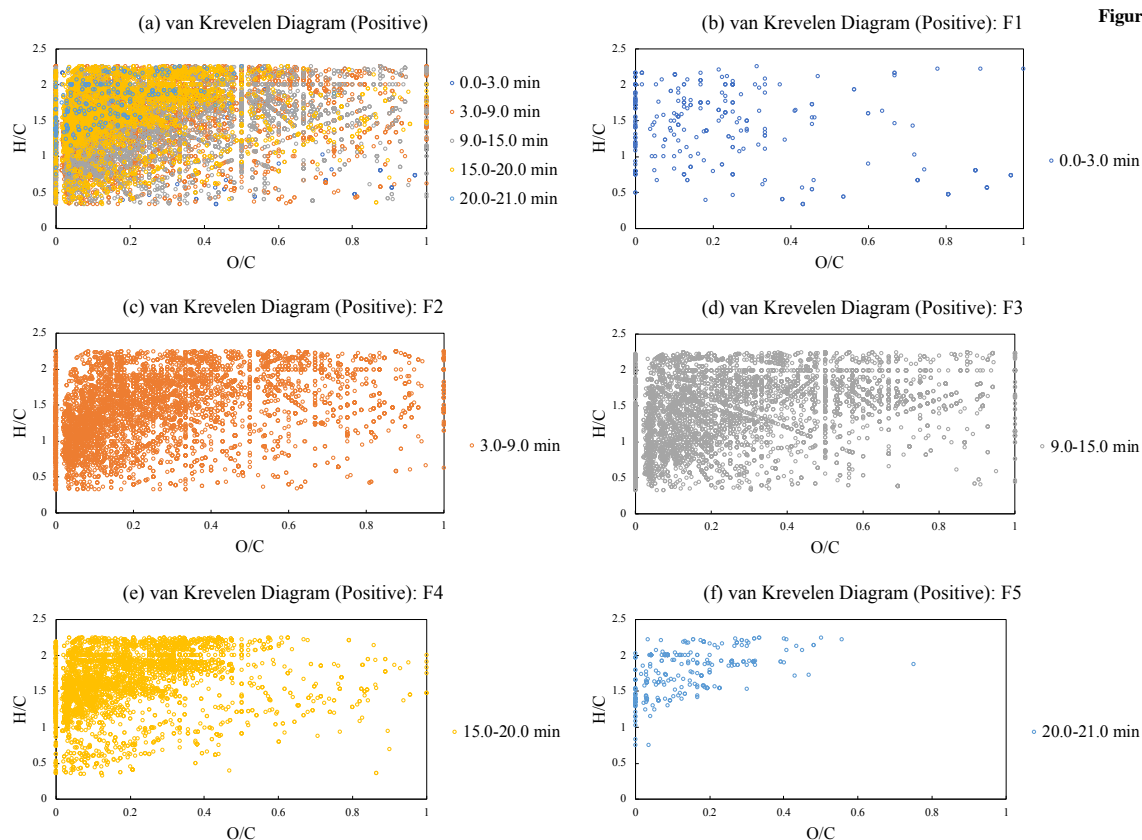 Figur
(a) van Krevelen Diagram (Positive)
2.5
2
1.5
1
0.5
0
H/C
0
0.2
0.4
0.6
0.8
1
O/C
0.0-3.0 min
3.0-9.0 min
9.0-15.0 min
15.0-20.0 min
20.0-21.0 min
(b) van Krevelen Diagram (Positive): F1
2.5
2
1.5
1
0.5
0
H/C
0
0.2
0.4
0.6
0.8
1
O/C
0.0-3.0 min
(c) van Krevelen Diagram (Positive): F2
2.5
2
1.5
1
0.5
0
H/C
0
0.2
0.4
0.6
0.8
1
O/C
3.0-9.0 min
(d) van Krevelen Diagram (Positive): F3
2.5
2
1.5
1
0.5
0
H/C
0
0.2
0.4
0.6
0.8
1
O/C
9.0-15.0 min
(e) van Krevelen Diagram (Positive): F4
2.5
2
1.5
1
0.5
0
H/C
0
0.2
0.4
0.6
0.8
1
O/C
15.0-20.0 min
(f) van Krevelen Diagram (Positive): F5
2.5
2
1.5
1
0.5
0
H/C
0
0.2
0.4
0.6
0.8
1
O/C
20.0-21.0 min